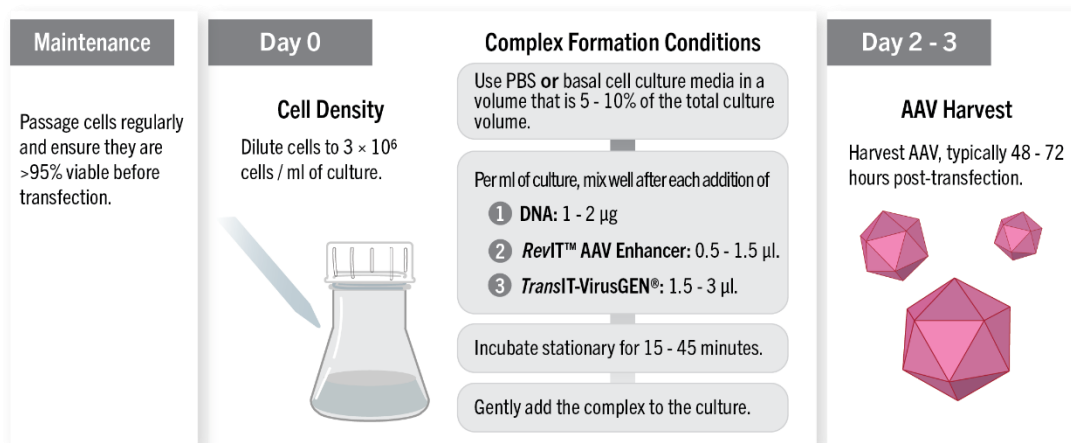 Maintenance
Passage cells regularly
and ensure they are
>95% viable before
transfection.
Day 0
Cell Density
Dilute cells to 3 × 10⁶
cells / ml of culture.
Complex Formation Conditions
Use PBS or basal cell culture media in a
volume that is 5 - 10% of the total culture
volume.
Per ml of culture, mix well after each addition of
1 DNA: 1 - 2 µg
2 RevIT™ AAV Enhancer: 0.5 - 1.5 µl.
3 TransIT-VirusGEN®: 1.5 - 3 µl.
Incubate stationary for 15 - 45 minutes.
Gently add the complex to the culture.
Day 2 - 3
AAV Harvest
Harvest AAV, typically 48 - 72
hours post-transfection.